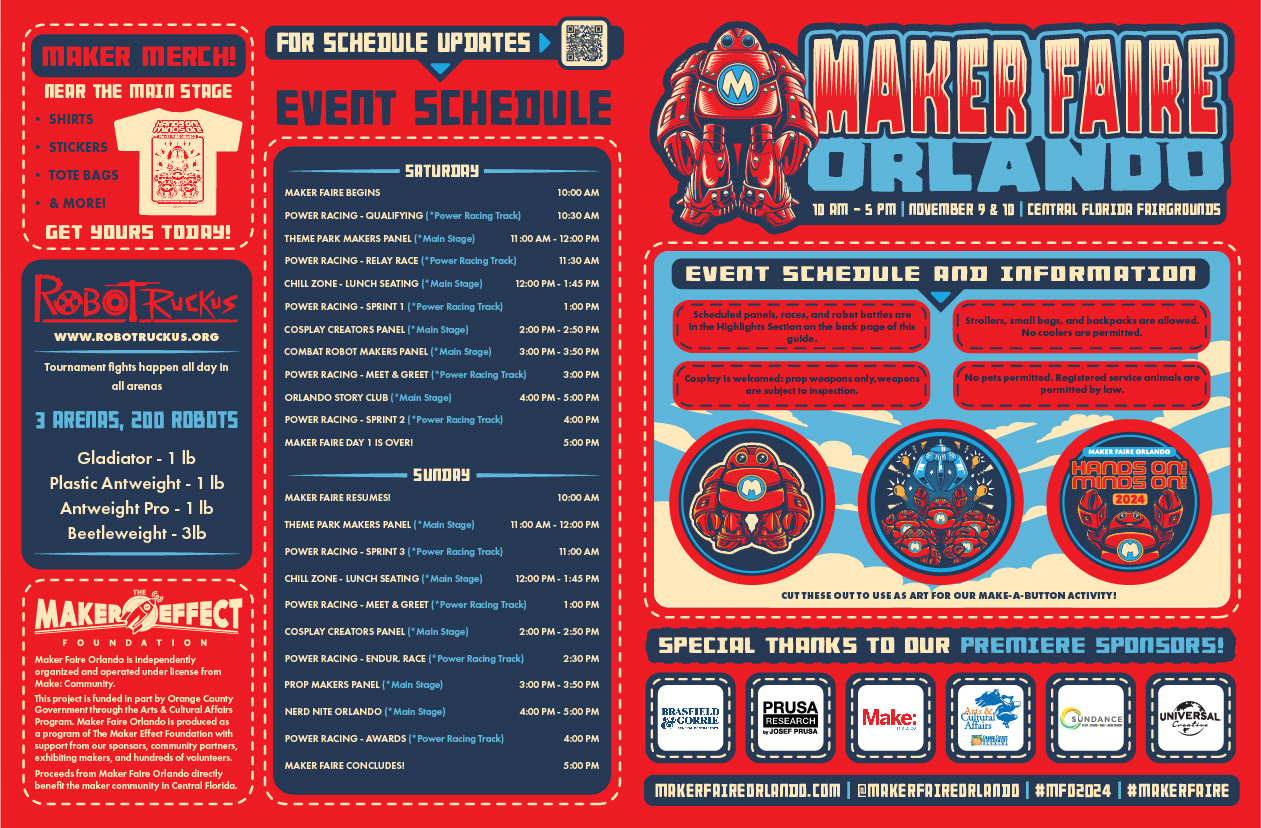 MAKER MERCH!
NEAR THE MAIN STAGE
• SHIRTS
• STICKERS
• TOTE BAGS
• & MORE!
HANDS ON!
MINDS ON!
GET YOURS TODAY!
ROBOT RUCKUS
WWW.ROBOTRUCKUS.ORG
Tournament fights happen all day in
all arenas
3 ARENAS, 200 ROBOTS
Gladiator - 1 lb
Plastic Antweight - 1 lb
Antweight Pro - 1 lb
Beetleweight - 3lb
THE
MAKER EFFECT
FOUNDATION
Maker Faire Orlando is independently
organized and operated under license from
Make: Community.
This project is funded in part by Orange County
Government through the Arts & Cultural Affairs
Program. Maker Faire Orlando is produced as
a program of The Maker Effect Foundation with
support from our sponsors, community partners,
exhibiting makers, and hundreds of volunteers.
Proceeds from Maker Faire Orlando directly
benefit the maker community in Central Florida.
FOR SCHEDULE UPDATES
EVENT SCHEDULE
SATURDAY
MAKER FAIRE BEGINS 10:00 AM
POWER RACING - QUALIFYING (*Power Racing Track) 10:30 AM
THEME PARK MAKERS PANEL (*Main Stage) 11:00 AM - 12:00 PM
POWER RACING - RELAY RACE (*Power Racing Track) 11:30 AM
CHILL ZONE - LUNCH SEATING (*Main Stage) 12:00 PM - 1:45 PM
POWER RACING - SPRINT 1 (*Power Racing Track) 1:00 PM
COSPLAY CREATORS PANEL (*Main Stage) 2:00 PM - 2:50 PM
COMBAT ROBOT MAKERS PANEL (*Main Stage) 3:00 PM - 3:50 PM
POWER RACING - MEET & GREET (*Power Racing Track) 3:00 PM
ORLANDO STORY CLUB (*Main Stage) 4:00 PM - 5:00 PM
POWER RACING - SPRINT 2 (*Power Racing Track) 4:00 PM
MAKER FAIRE DAY 1 IS OVER! 5:00 PM
SUNDAY
MAKER FAIRE RESUMES! 10:00 AM
THEME PARK MAKERS PANEL (*Main Stage) 11:00 AM - 12:00 PM
POWER RACING - SPRINT 3 (*Power Racing Track) 11:00 AM
CHILL ZONE - LUNCH SEATING (*Main Stage) 12:00 PM - 1:45 PM
POWER RACING - MEET & GREET (*Power Racing Track) 1:00 PM
COSPLAY CREATORS PANEL (*Main Stage) 2:00 PM - 2:50 PM
POWER RACING - ENDUR. RACE (*Power Racing Track) 2:30 PM
PROP MAKERS PANEL (*Main Stage) 3:00 PM - 3:50 PM
NERD NITE ORLANDO (*Main Stage) 4:00 PM - 5:00 PM
POWER RACING - AWARDS (*Power Racing Track) 4:00 PM
MAKER FAIRE CONCLUDES! 5:00 PM
M
MAKER FAIRE
ORLANDO
10 AM - 5 PM | NOVEMBER 9 & 10 | CENTRAL FLORIDA FAIRGROUNDS
EVENT SCHEDULE AND INFORMATION
Scheduled panels, races, and robot battles are
in the Highlights Section on the back page of this
guide.
Strollers, small bags, and backpacks are allowed.
No coolers are permitted.
Cosplay is welcomed: prop weapons only,weapons
are subject to inspection.
No pets permitted. Registered service animals are
permitted by law.
M
M
MAKER FAIRE ORLANDO
HANDS ON!
MINDS ON!
2024
M
CUT THESE OUT TO USE AS ART FOR OUR MAKE-A-BUTTON ACTIVITY!
SPECIAL THANKS TO OUR PREMIERE SPONSORS!
BRASFIELD
& GORRIE
PRUSA
RESEARCH
by JOSEF PRUSA
Make:
Arts &
Cultural
Affairs
SUNDANCE
UNIVERSAL
Creative
MAKERFAIREORLANDO.COM | @MAKERFAIREORLANDO | #MFO2024 | #MAKERFAIRE